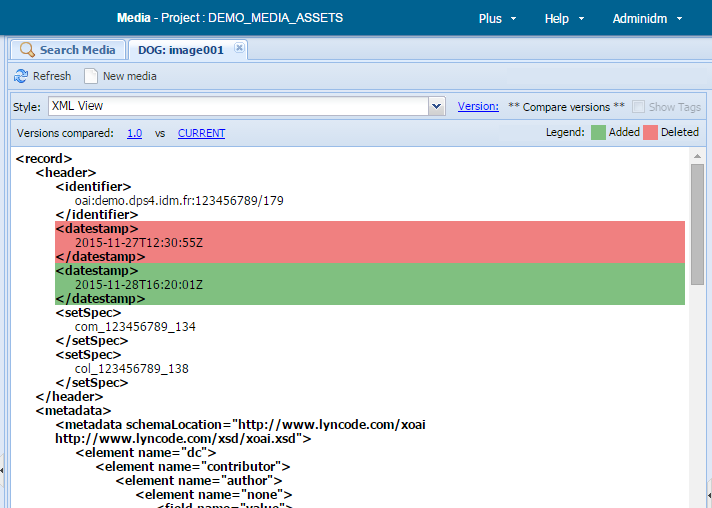 Media - Project : DEMO_MEDIA_ASSETS Plus Help Adminidm
Search Media DOG: image001
Refresh New media
Style: XML View Version: ** Compare versions ** Show Tags
Versions compared: 1.0 vs CURRENT Legend: Added Deleted
<record>
<header>
<identifier>
oai:demo.dps4.idm.fr:123456789/179
</identifier>
<datestamp>
2015-11-27T12:30:55Z
</datestamp>
<datestamp>
2015-11-28T16:20:01Z
</datestamp>
<setSpec>
com_123456789_134
</setSpec>
<setSpec>
col_123456789_138
</setSpec>
</header>
<metadata>
<metadata schemaLocation="http://www.lyncode.com/xoai
http://www.lyncode.com/xsd/xoai.xsd">
<element name="dc">
<element name="contributor">
<element name="author">
<element name="none">
<field name="value">